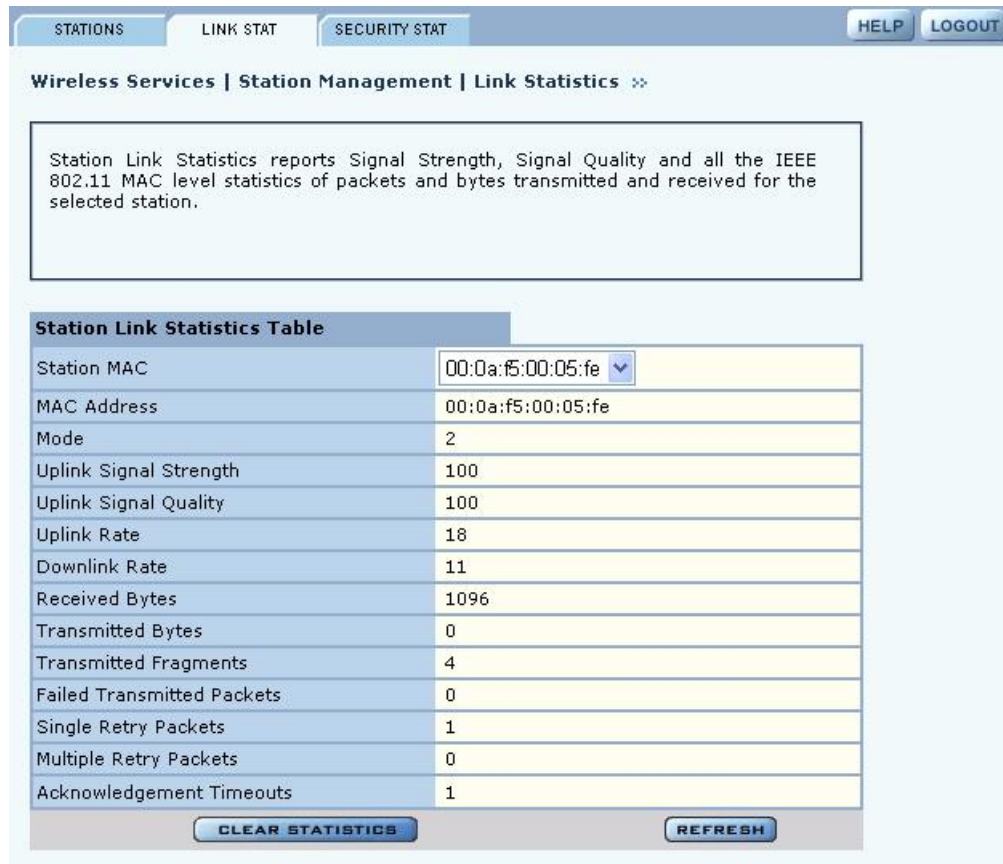 STATIONS LINK STAT SECURITY STAT HELP LOGOUT
Wireless Services | Station Management | Link Statistics »
Station Link Statistics reports Signal Strength, Signal Quality and all the IEEE
802.11 MAC level statistics of packets and bytes transmitted and received for the
selected station.
Station Link Statistics Table
Station MAC 00:0a:f5:00:05:fe
MAC Address 00:0a:f5:00:05:fe
Mode 2
Uplink Signal Strength 100
Uplink Signal Quality 100
Uplink Rate 18
Downlink Rate 11
Received Bytes 1096
Transmitted Bytes 0
Transmitted Fragments 4
Failed Transmitted Packets 0
Single Retry Packets 1
Multiple Retry Packets 0
Acknowledgement Timeouts 1
CLEAR STATISTICS REFRESH